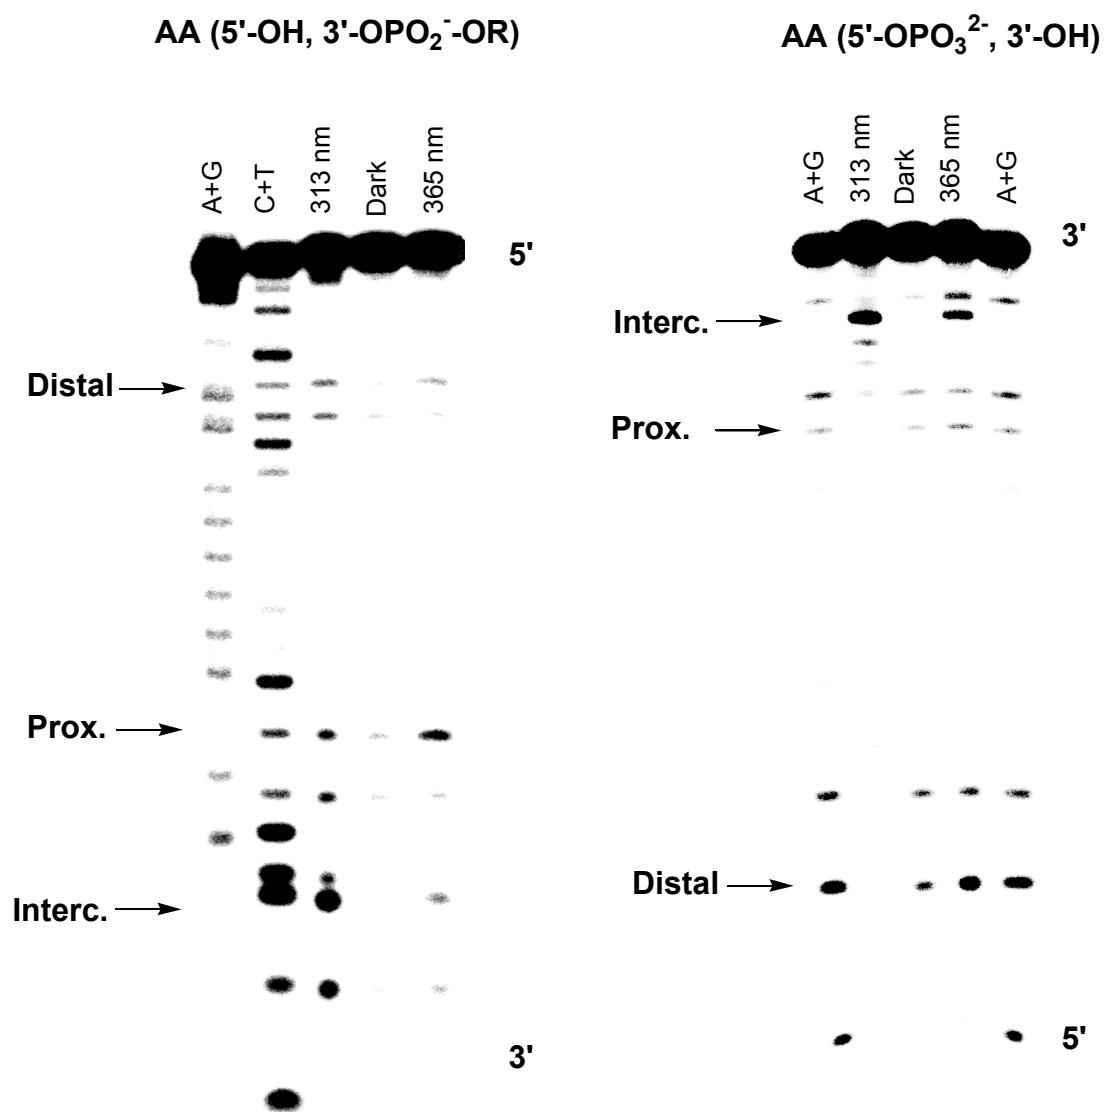 AA (5'-OH, 3'-OPO₂⁻-OR)
A+G
C+T
313 nm
Dark
365 nm
5'
Distal
Prox.
Interc.
3'
AA (5'-OPO₃²⁻, 3'-OH)
A+G
313 nm
Dark
365 nm
A+G
3'
Interc.
Prox.
Distal
5'